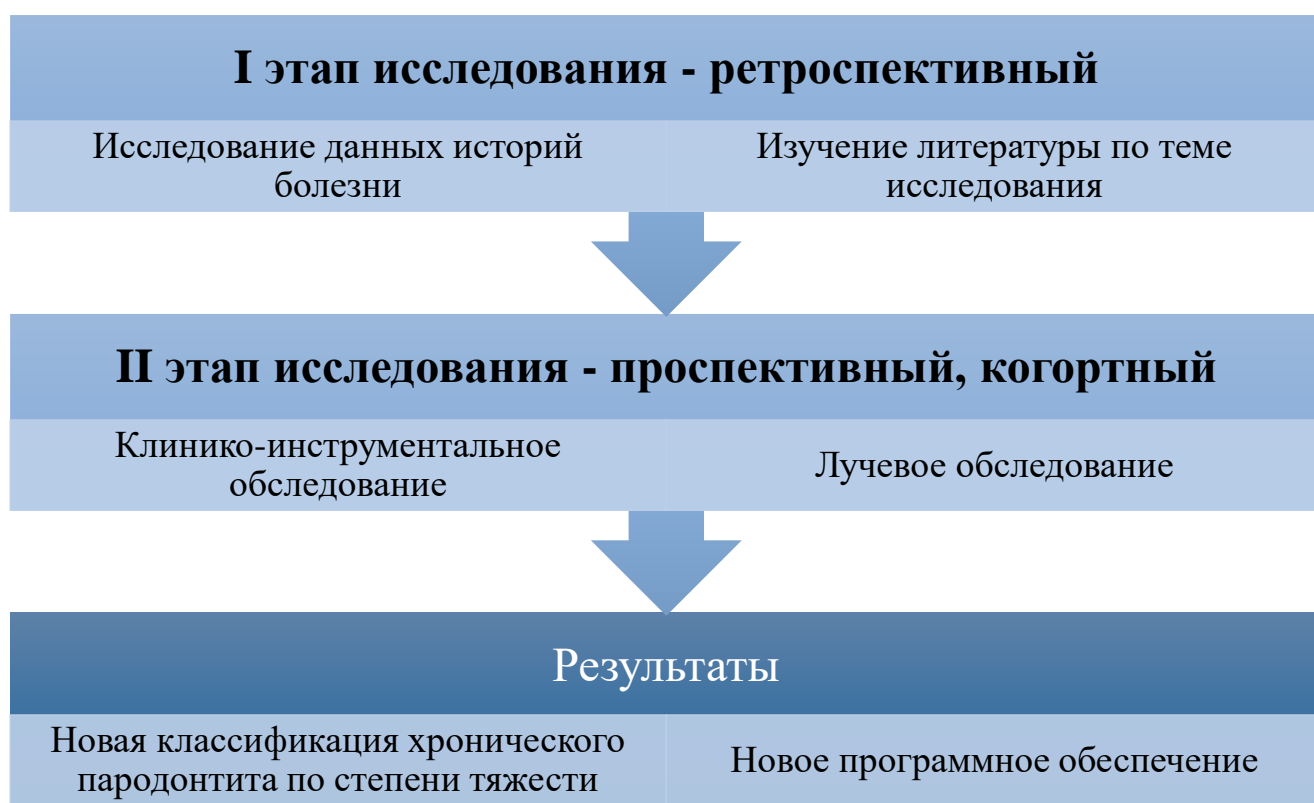 I этап исследования - ретроспективный
Исследование данных историй
болезни
Изучение литературы по теме
исследования
II этап исследования - проспективный, когортный
Клинико-инструментальное
обследование
Лучевое обследование
Результаты
Новая классификация хронического
пародонтита по степени тяжести
Новое программное обеспечение